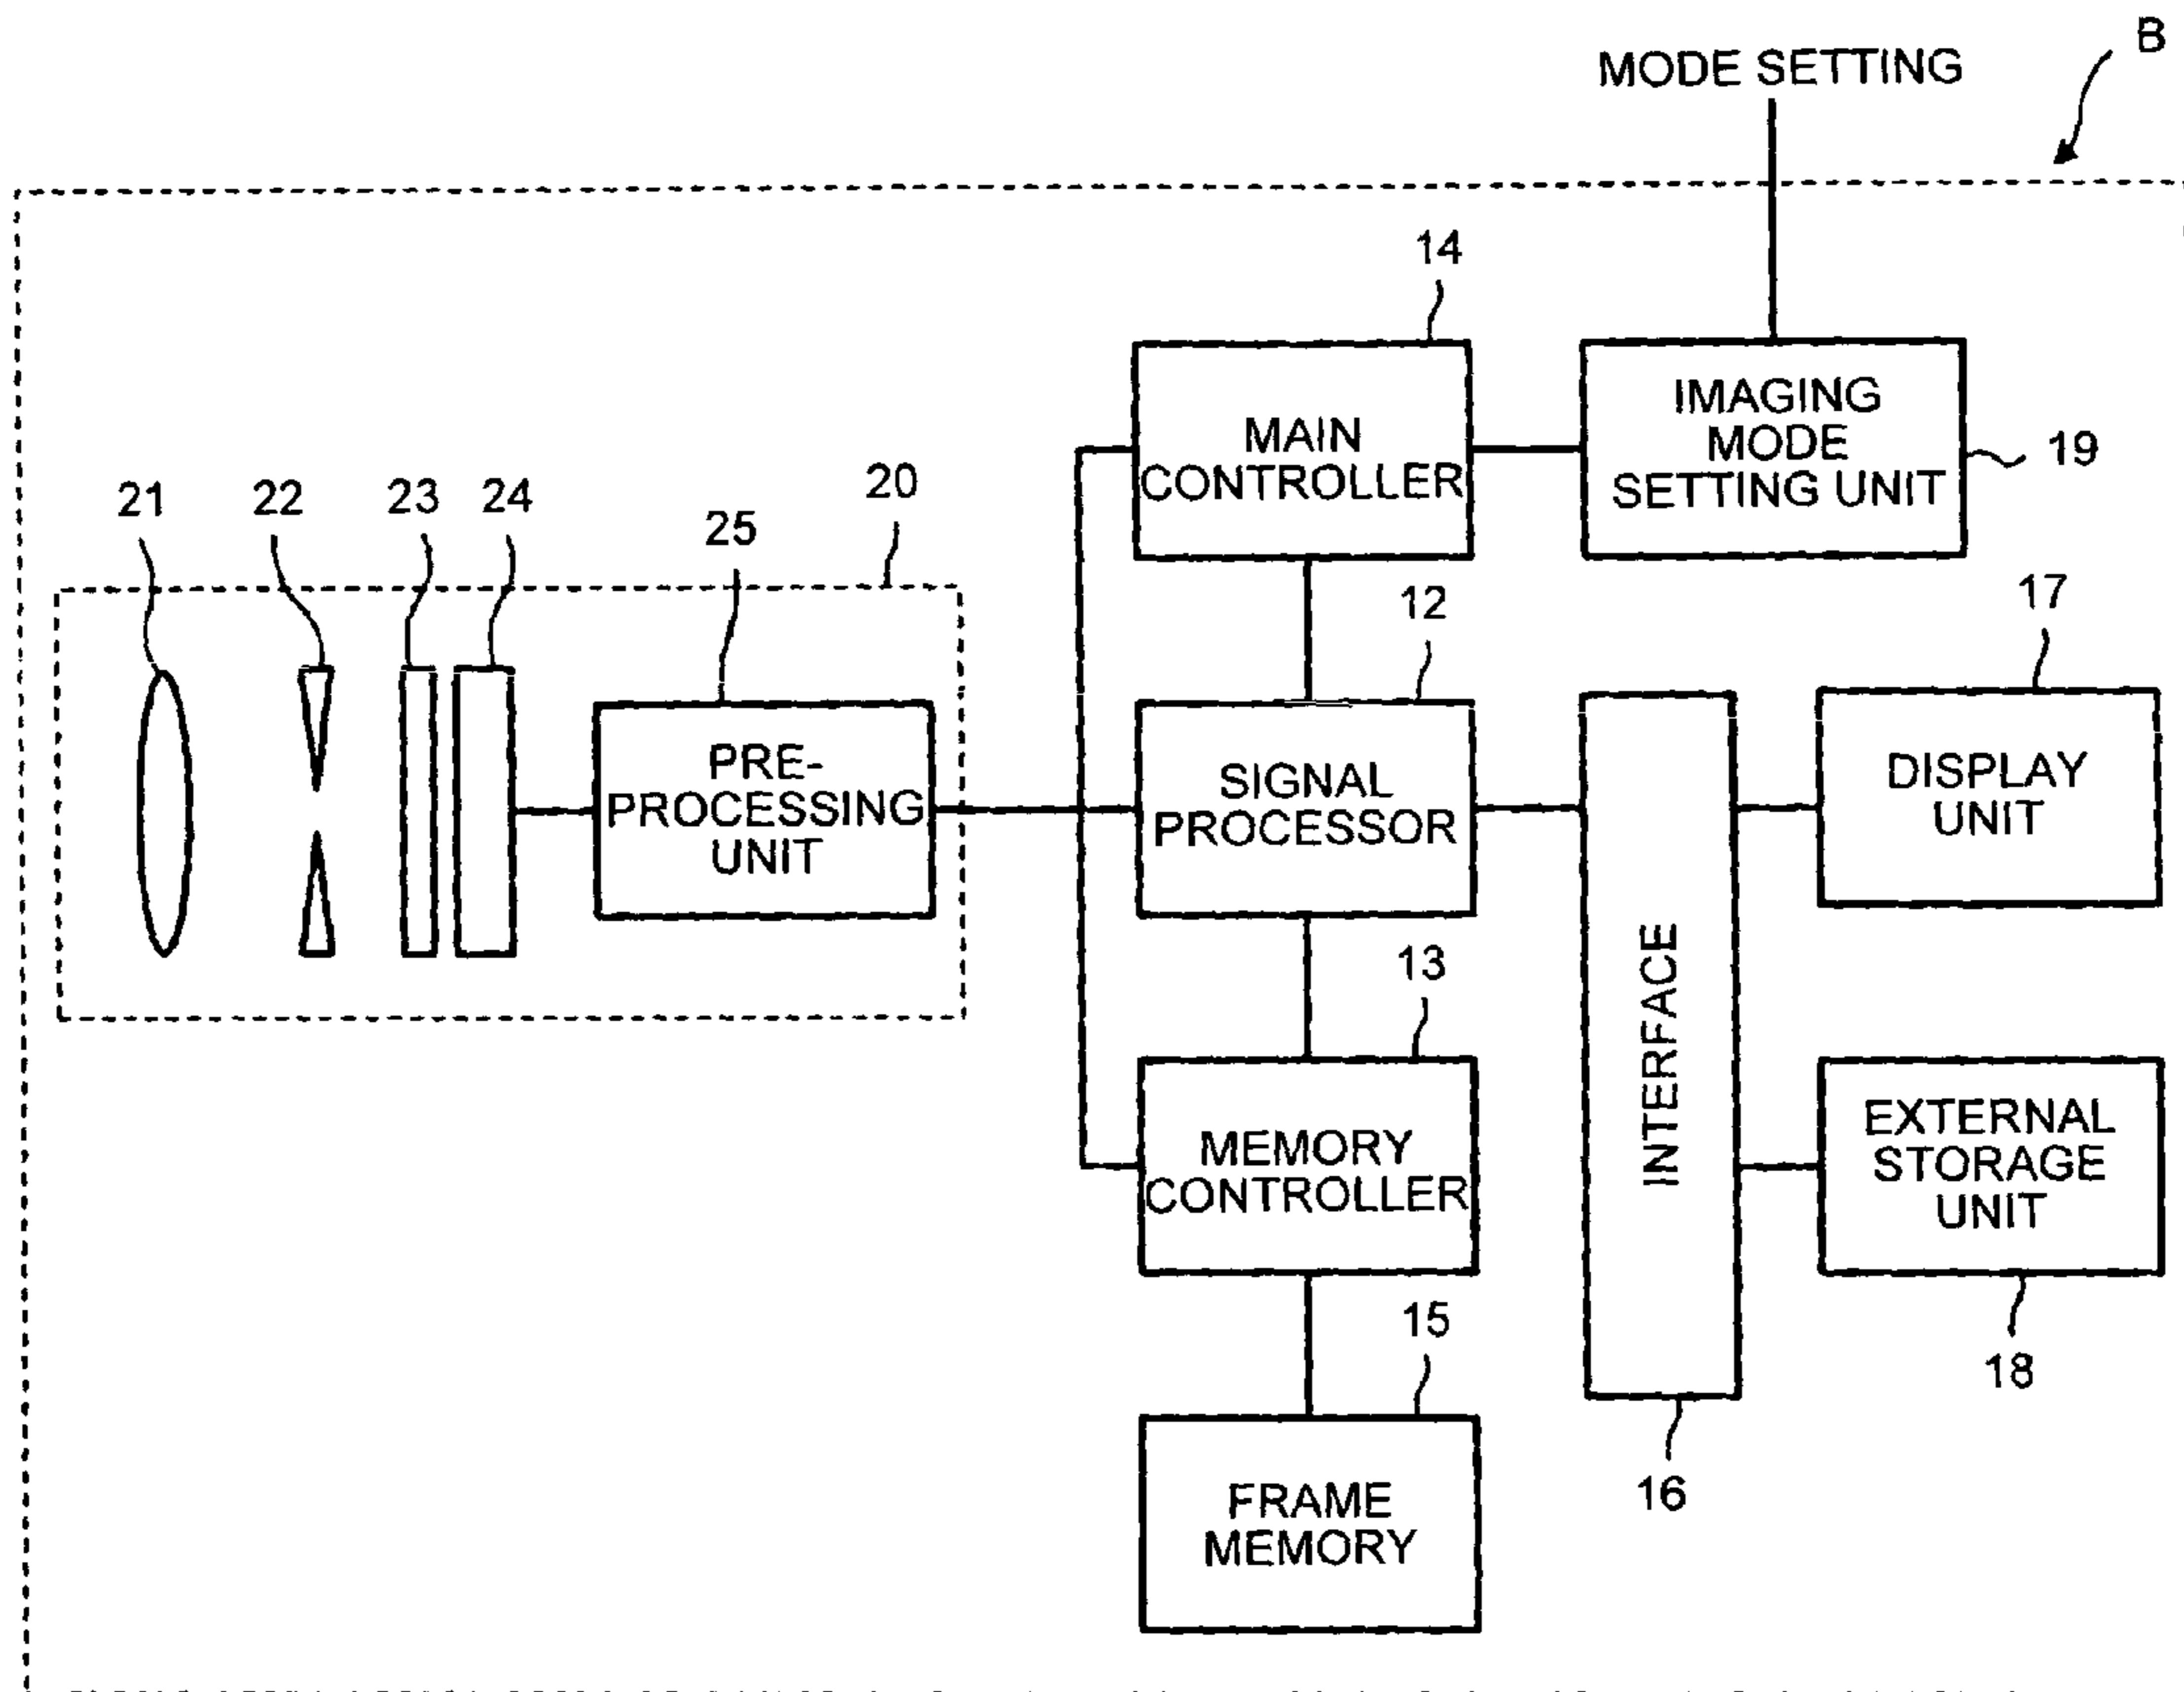 B
MODE SETTING
14
MAIN
CONTROLLER
IMAGING
MODE
SETTING UNIT
19
21
22
23
24
25
20
12
17
PRE-
PROCESSING
UNIT
SIGNAL
PROCESSOR
DISPLAY
UNIT
13
INTERFACE
MEMORY
CONTROLLER
EXTERNAL
STORAGE
UNIT
15
18
16
FRAME
MEMORY